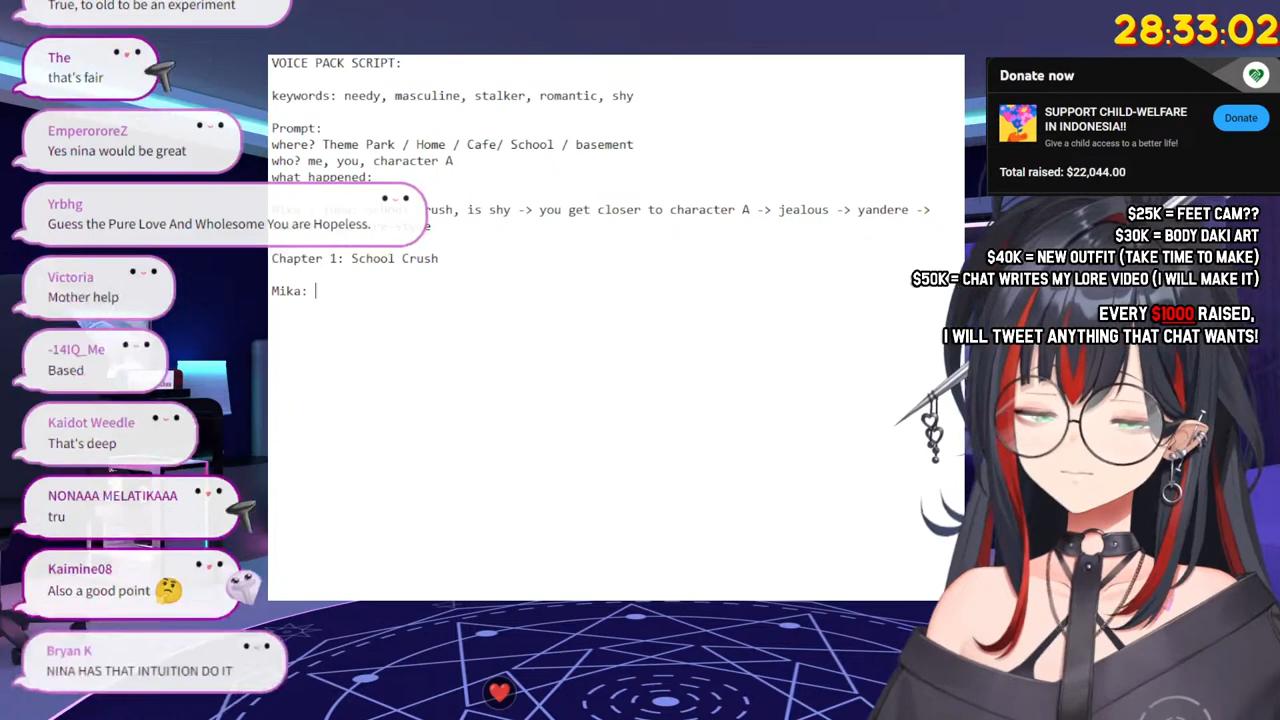 True, to old to be an experiment
The
that's fair
EmperororeZ
Yes nina would be great
Yrbhg
Guess the Pure Love And Wholesome You are Hopeless.
Victoria
Mother help
-14IQ_Me
Based
Kaidot Weedle
That's deep
NONAAA MELATIKAAA
tru
Kaimine08
Also a good point
Bryan K
NINA HAS THAT INTUITION DO IT
VOICE PACK SCRIPT:
keywords: needy, masculine, stalker, romantic, shy
Prompt:
where? Theme Park / Home / Cafe/ School / basement
who? me, you, character A
what happened:
crush, is shy -> you get closer to character A -> jealous -> yandere ->
Chapter 1: School Crush
Mika:
28:33:02
Donate now
SUPPORT CHILD-WELFARE
IN INDONESIA!!
Give a child access to a better life!
Donate
Total raised: $22,044.00
$25K = FEET CAM??
$30K = BODY DAKI ART
$40K = NEW OUTFIT (TAKE TIME TO MAKE)
$50K = CHAT WRITES MY LORE VIDEO (I WILL MAKE IT)
EVERY $1000 RAISED,
I WILL TWEET ANYTHING THAT CHAT WANTS!